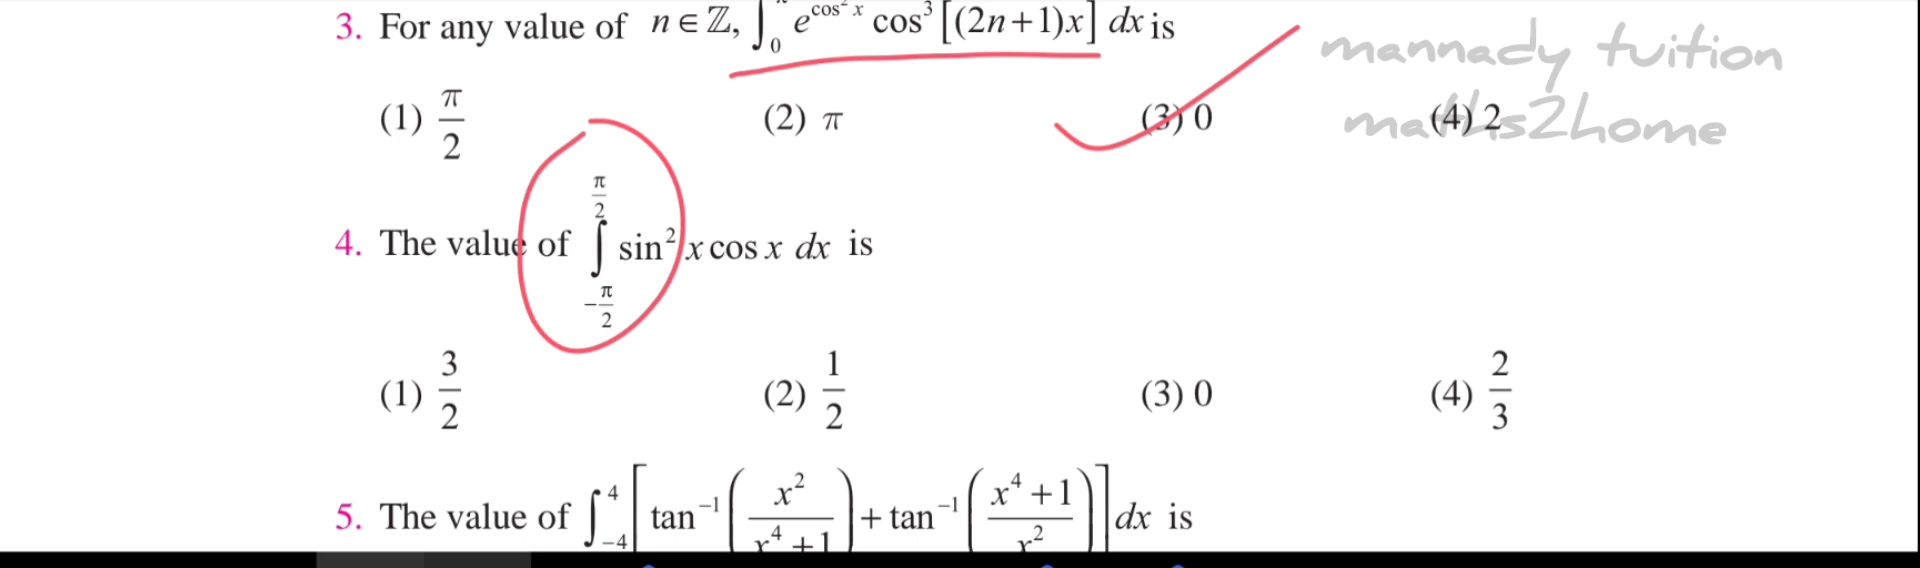 3. For any value of n ∈ ℤ, ∫₀^π e^(cos² x) cos³ [(2n+1)x] dx is
mannady tuition
(1) π/2 (2) π (3) 0 (4) 2
maths2home
4. The value of ∫_(-π/2)^(π/2) sin² x cos x dx is
(1) 3/2 (2) 1/2 (3) 0 (4) 2/3
5. The value of ∫_(-4)^4 [tan⁻¹(x²/(x⁴+1)) + tan⁻¹((x⁴+1)/x²)] dx is